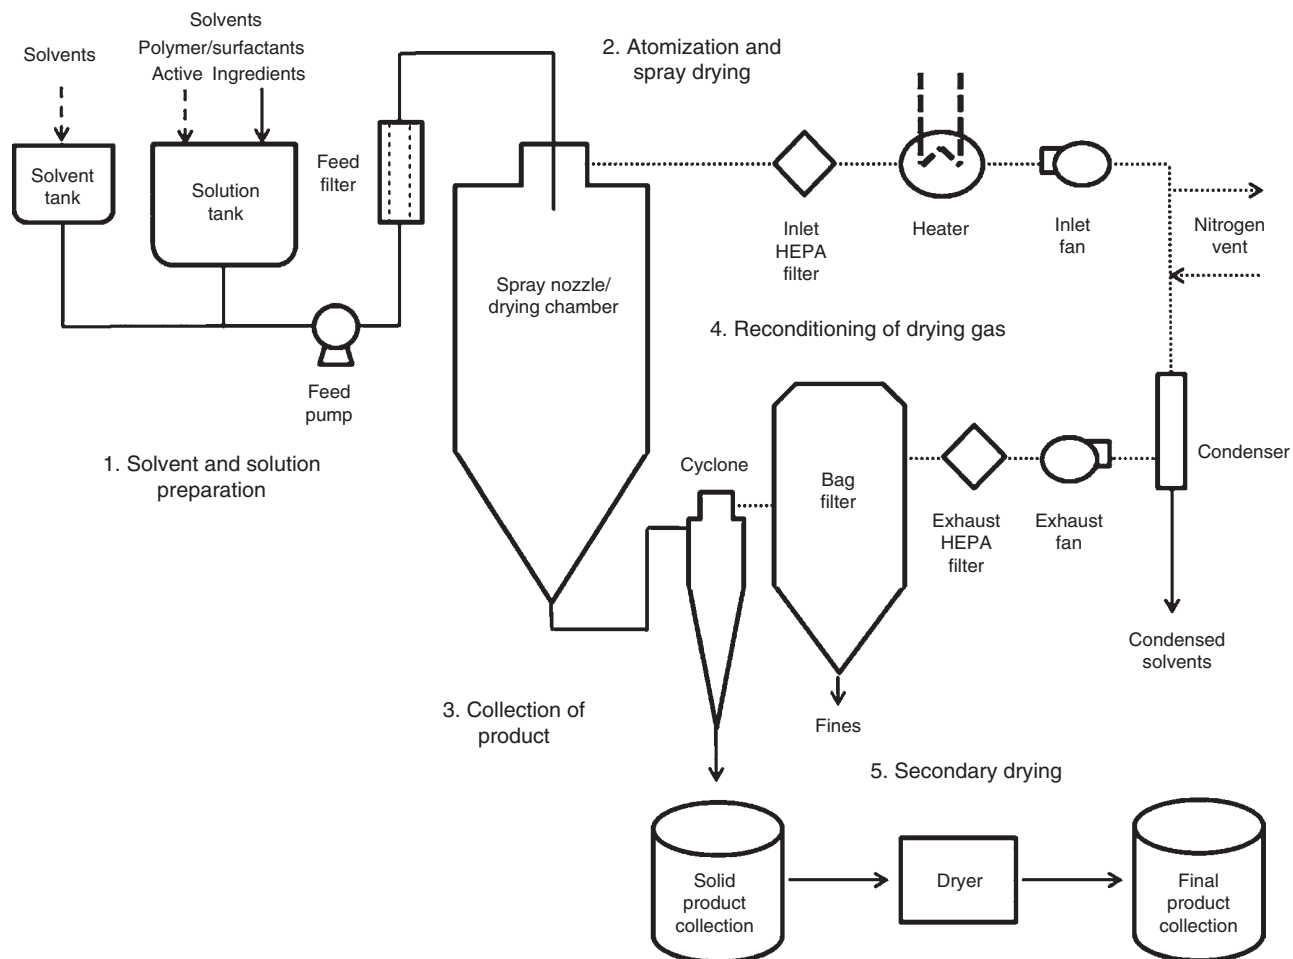 Solvents
Solvents
Polymer/surfactants
Active Ingredients
Solvent
tank
Solution
tank
Feed
filter
Feed
pump
1. Solvent and solution
preparation
2. Atomization and
spray drying
Spray nozzle/
drying chamber
Inlet
HEPA
filter
Heater
Inlet
fan
Nitrogen
vent
4. Reconditioning of drying gas
Cyclone
Bag
filter
Exhaust
HEPA
filter
Exhaust
fan
Condenser
Condensed
solvents
Fines
3. Collection of
product
5. Secondary drying
Solid
product
collection
Dryer
Final
product
collection